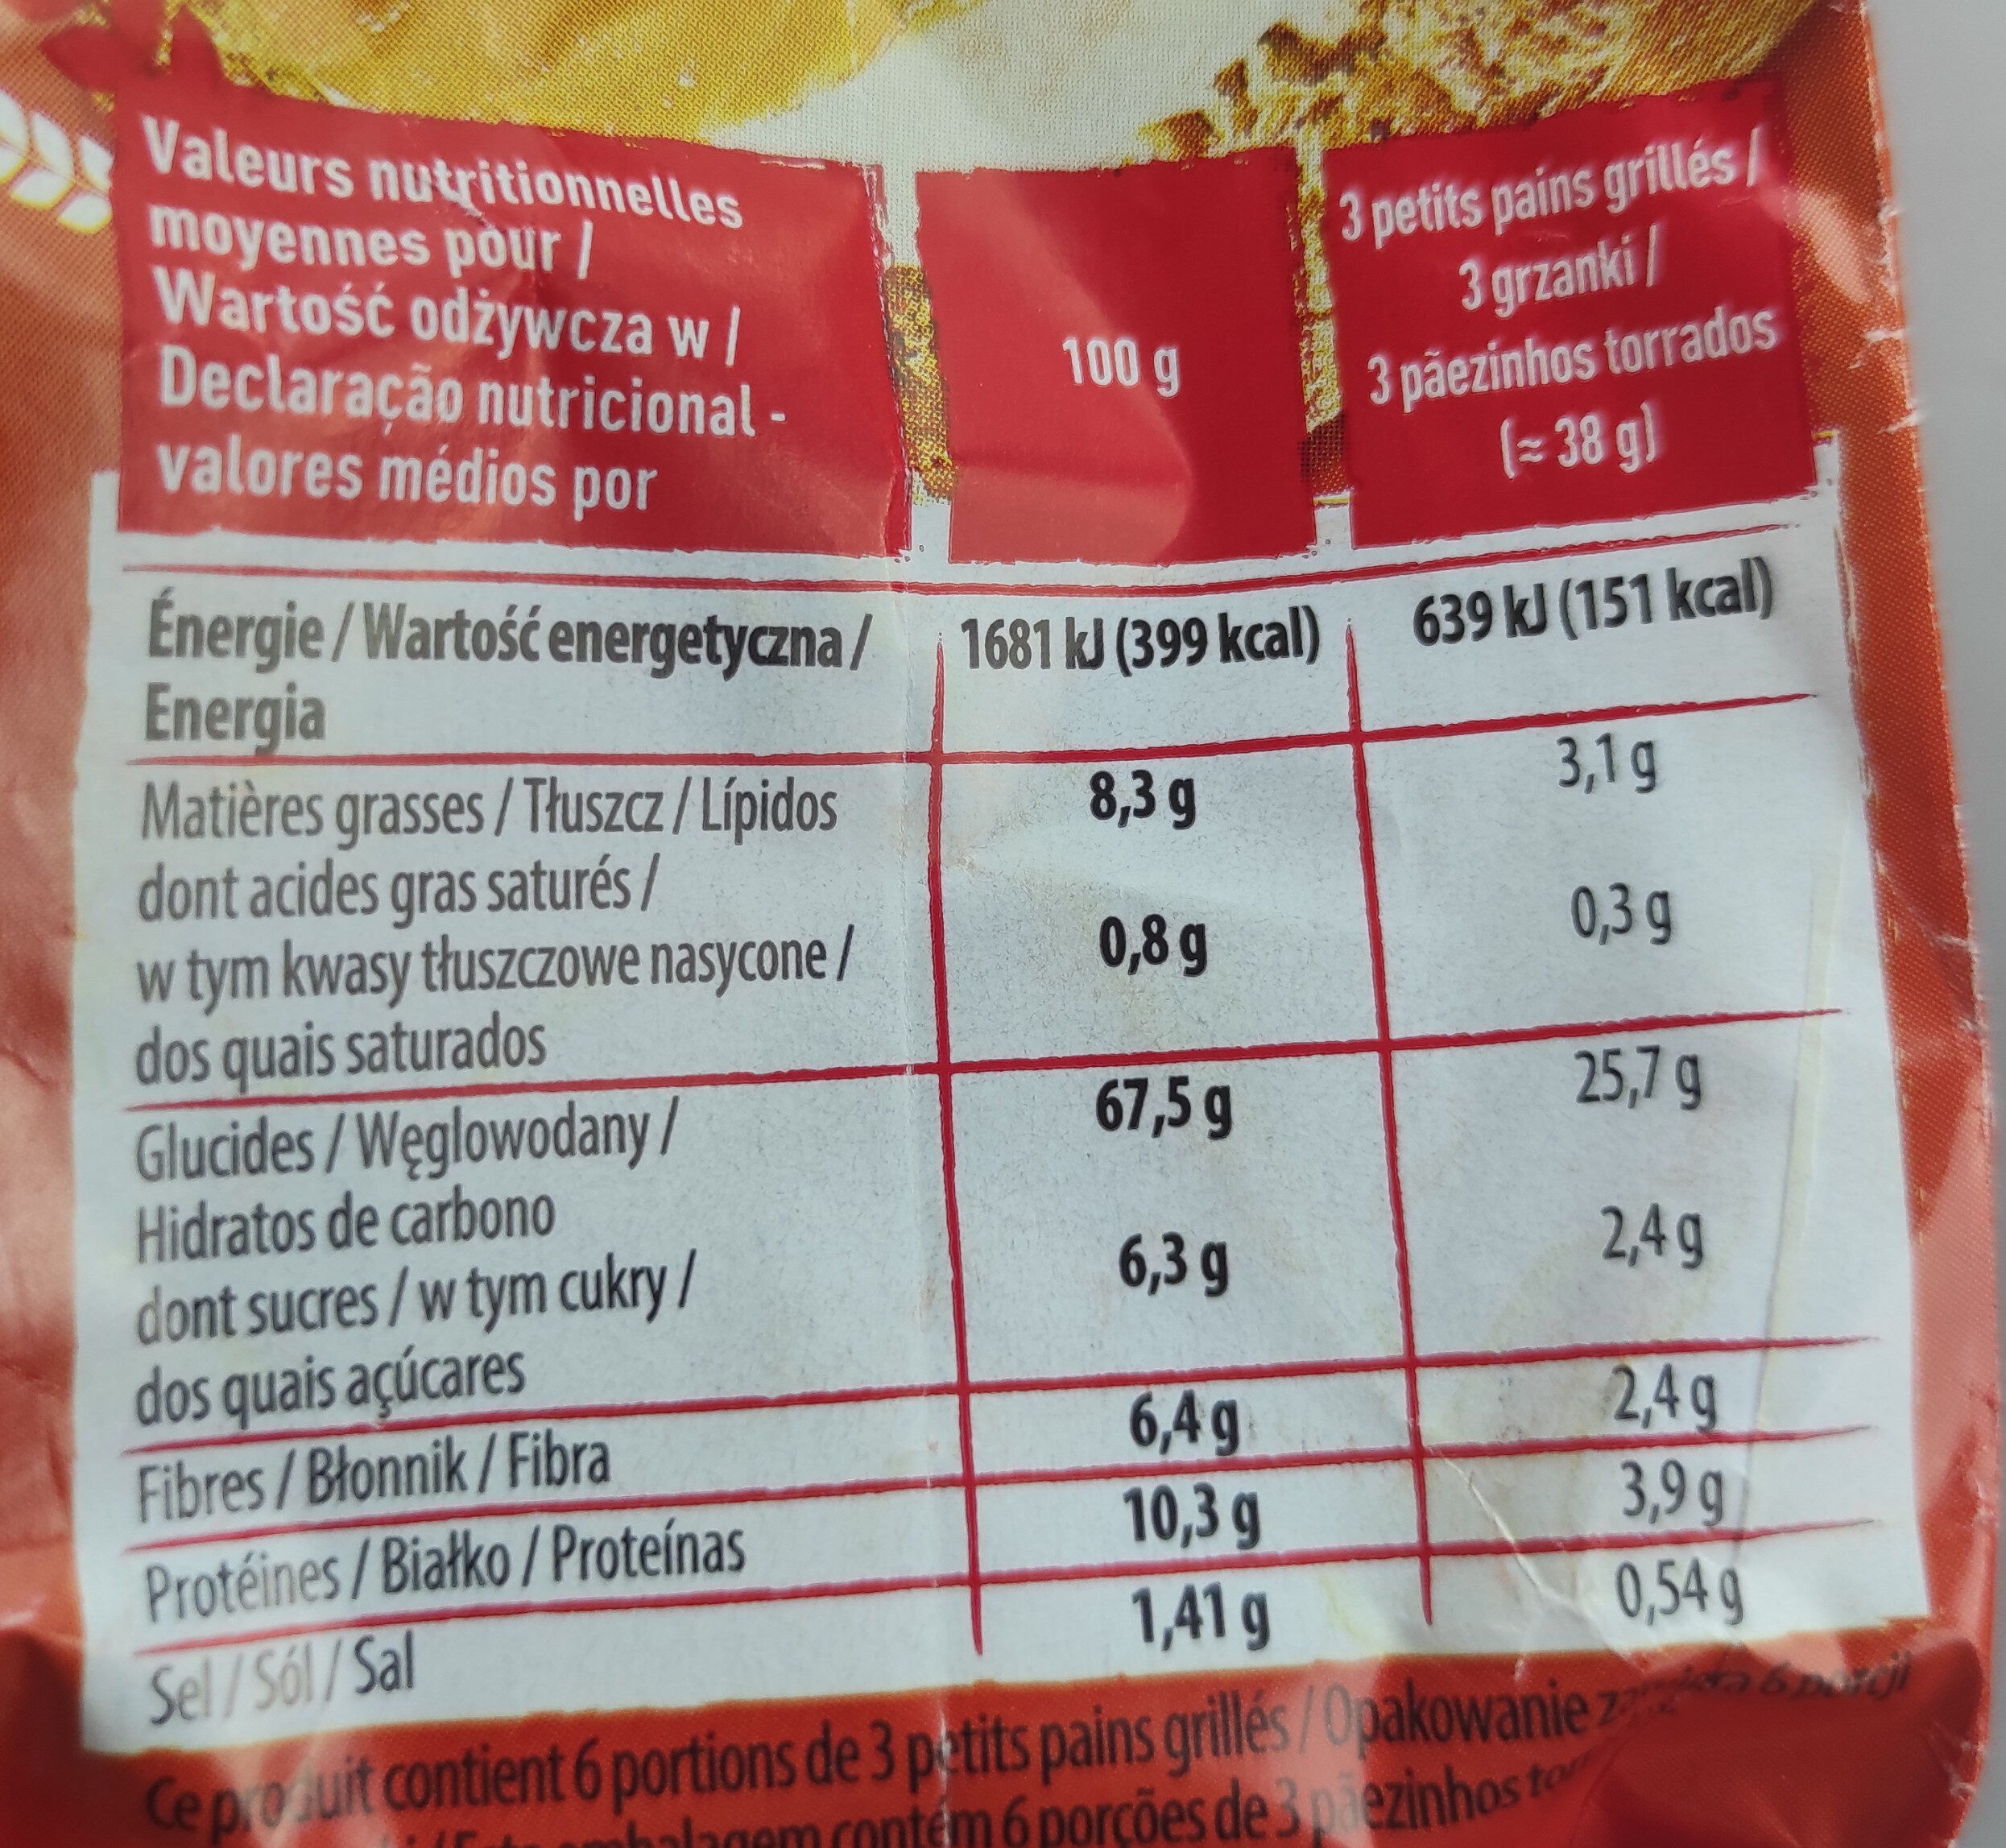 Valeurs nutritionnelles
moyennes pour /
Wartość odżywcza w /
Declaração nutricional -
valores médios por
100 g
3 petits pains grillés /
3 grzanki /
3 pãezinhos torrados
(≈ 38 g)
Énergie / Wartość energetyczna /
Energia
1681 kJ (399 kcal)
639 kJ (151 kcal)
Matières grasses / Tłuszcz / Lípidos
8,3 g
3,1 g
dont acides gras saturés /
w tym kwasy tłuszczowe nasycone /
dos quais saturados
0,8 g
0,3 g
Glucides / Węglowodany /
Hidratos de carbono
67,5 g
25,7 g
dont sucres / w tym cukry /
dos quais açúcares
6,3 g
2,4 g
Fibres / Błonnik / Fibra
6,4 g
2,4 g
Protéines / Białko / Proteínas
10,3 g
3,9 g
Sel / Sól / Sal
1,41 g
0,54 g
Ce produit contient 6 portions de 3 petits pains grillés / Opakowanie 6 porcji
embalagem contém 6 porções de 3 pãezinhos